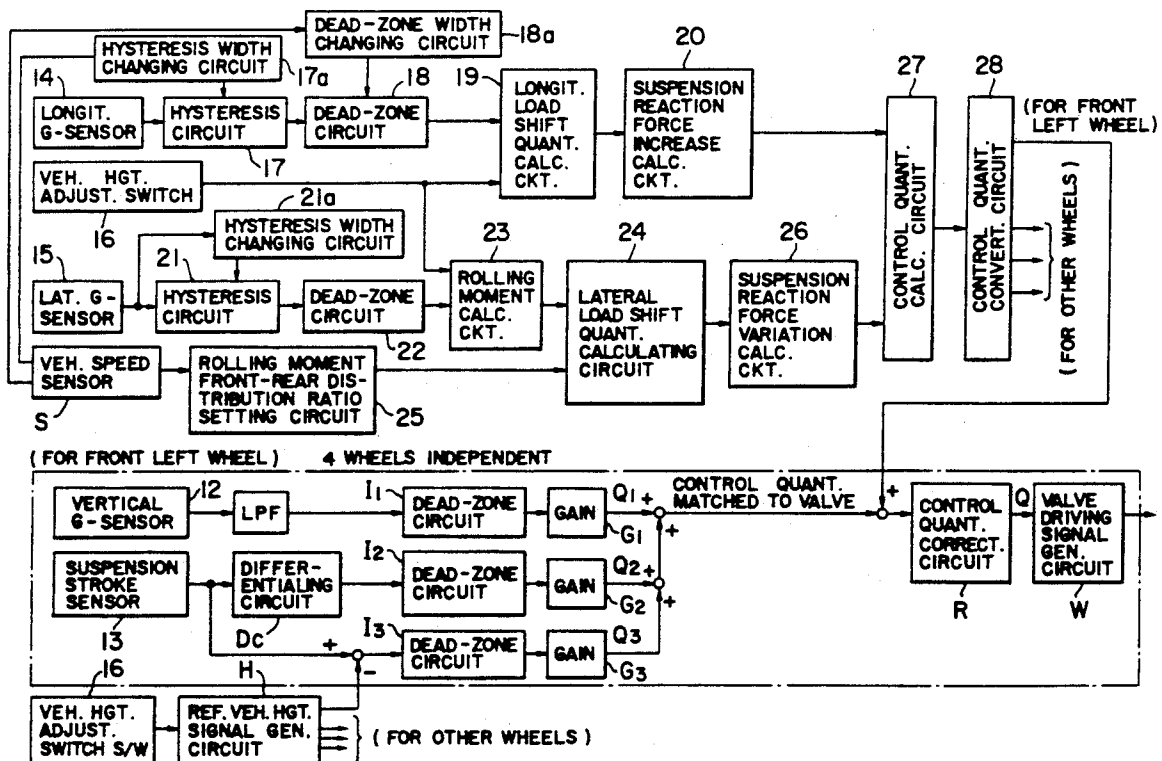 DEAD-ZONE WIDTH
CHANGING CIRCUIT
18a
HYSTERESIS WIDTH
CHANGING CIRCUIT
17a
14
LONGIT.
G-SENSOR
HYSTERESIS
CIRCUIT
17
18
DEAD-ZONE
CIRCUIT
19
LONGIT.
LOAD
SHIFT
QUANT.
CALC.
CKT.
20
SUSPENSION
REACTION
FORCE
INCREASE
CALC.
CKT.
27
CONTROL QUANT.
CALC. CIRCUIT
28
CONTROL QUANT.
CONVERT. CIRCUIT
(FOR FRONT
LEFT WHEEL)
(FOR OTHER WHEELS)
VEH. HGT.
ADJUST. SWITCH
16
21a
HYSTERESIS WIDTH
CHANGING CIRCUIT
15
LAT. G-
SENSOR
21
HYSTERESIS
CIRCUIT
DEAD-ZONE
CIRCUIT
22
23
ROLLING
MOMENT
CALC.
CKT.
24
LATERAL
LOAD SHIFT
QUANT.
CALCULATING
CIRCUIT
26
SUSPENSION
REACTION
FORCE
VARIATION
CALC.
CKT.
VEH. SPEED
SENSOR
S
ROLLING MOMENT
FRONT-REAR DIS-
TRIBUTION RATIO
SETTING CIRCUIT
25
(FOR FRONT LEFT WHEEL) 4 WHEELS INDEPENDENT
VERTICAL
G-SENSOR
12
LPF
I1
DEAD-ZONE
CIRCUIT
GAIN
G1
Q1 +
+
CONTROL QUANT.
MATCHED TO VALVE
+
CONTROL
QUANT.
CORRECT.
CIRCUIT
R
Q
VALVE
DRIVING
SIGNAL
GEN.
CIRCUIT
W
SUSPENSION
STROKE
SENSOR
13
DIFFER-
ENTIALING
CIRCUIT
Dc
I2
DEAD-ZONE
CIRCUIT
GAIN
G2
Q2 +
+
+
-
I3
DEAD-ZONE
CIRCUIT
GAIN
G3
Q3
16
VEH. HGT.
ADJUST.
SWITCH S/W
H
REF. VEH. HGT.
SIGNAL GEN.
CIRCUIT
(FOR OTHER WHEELS)